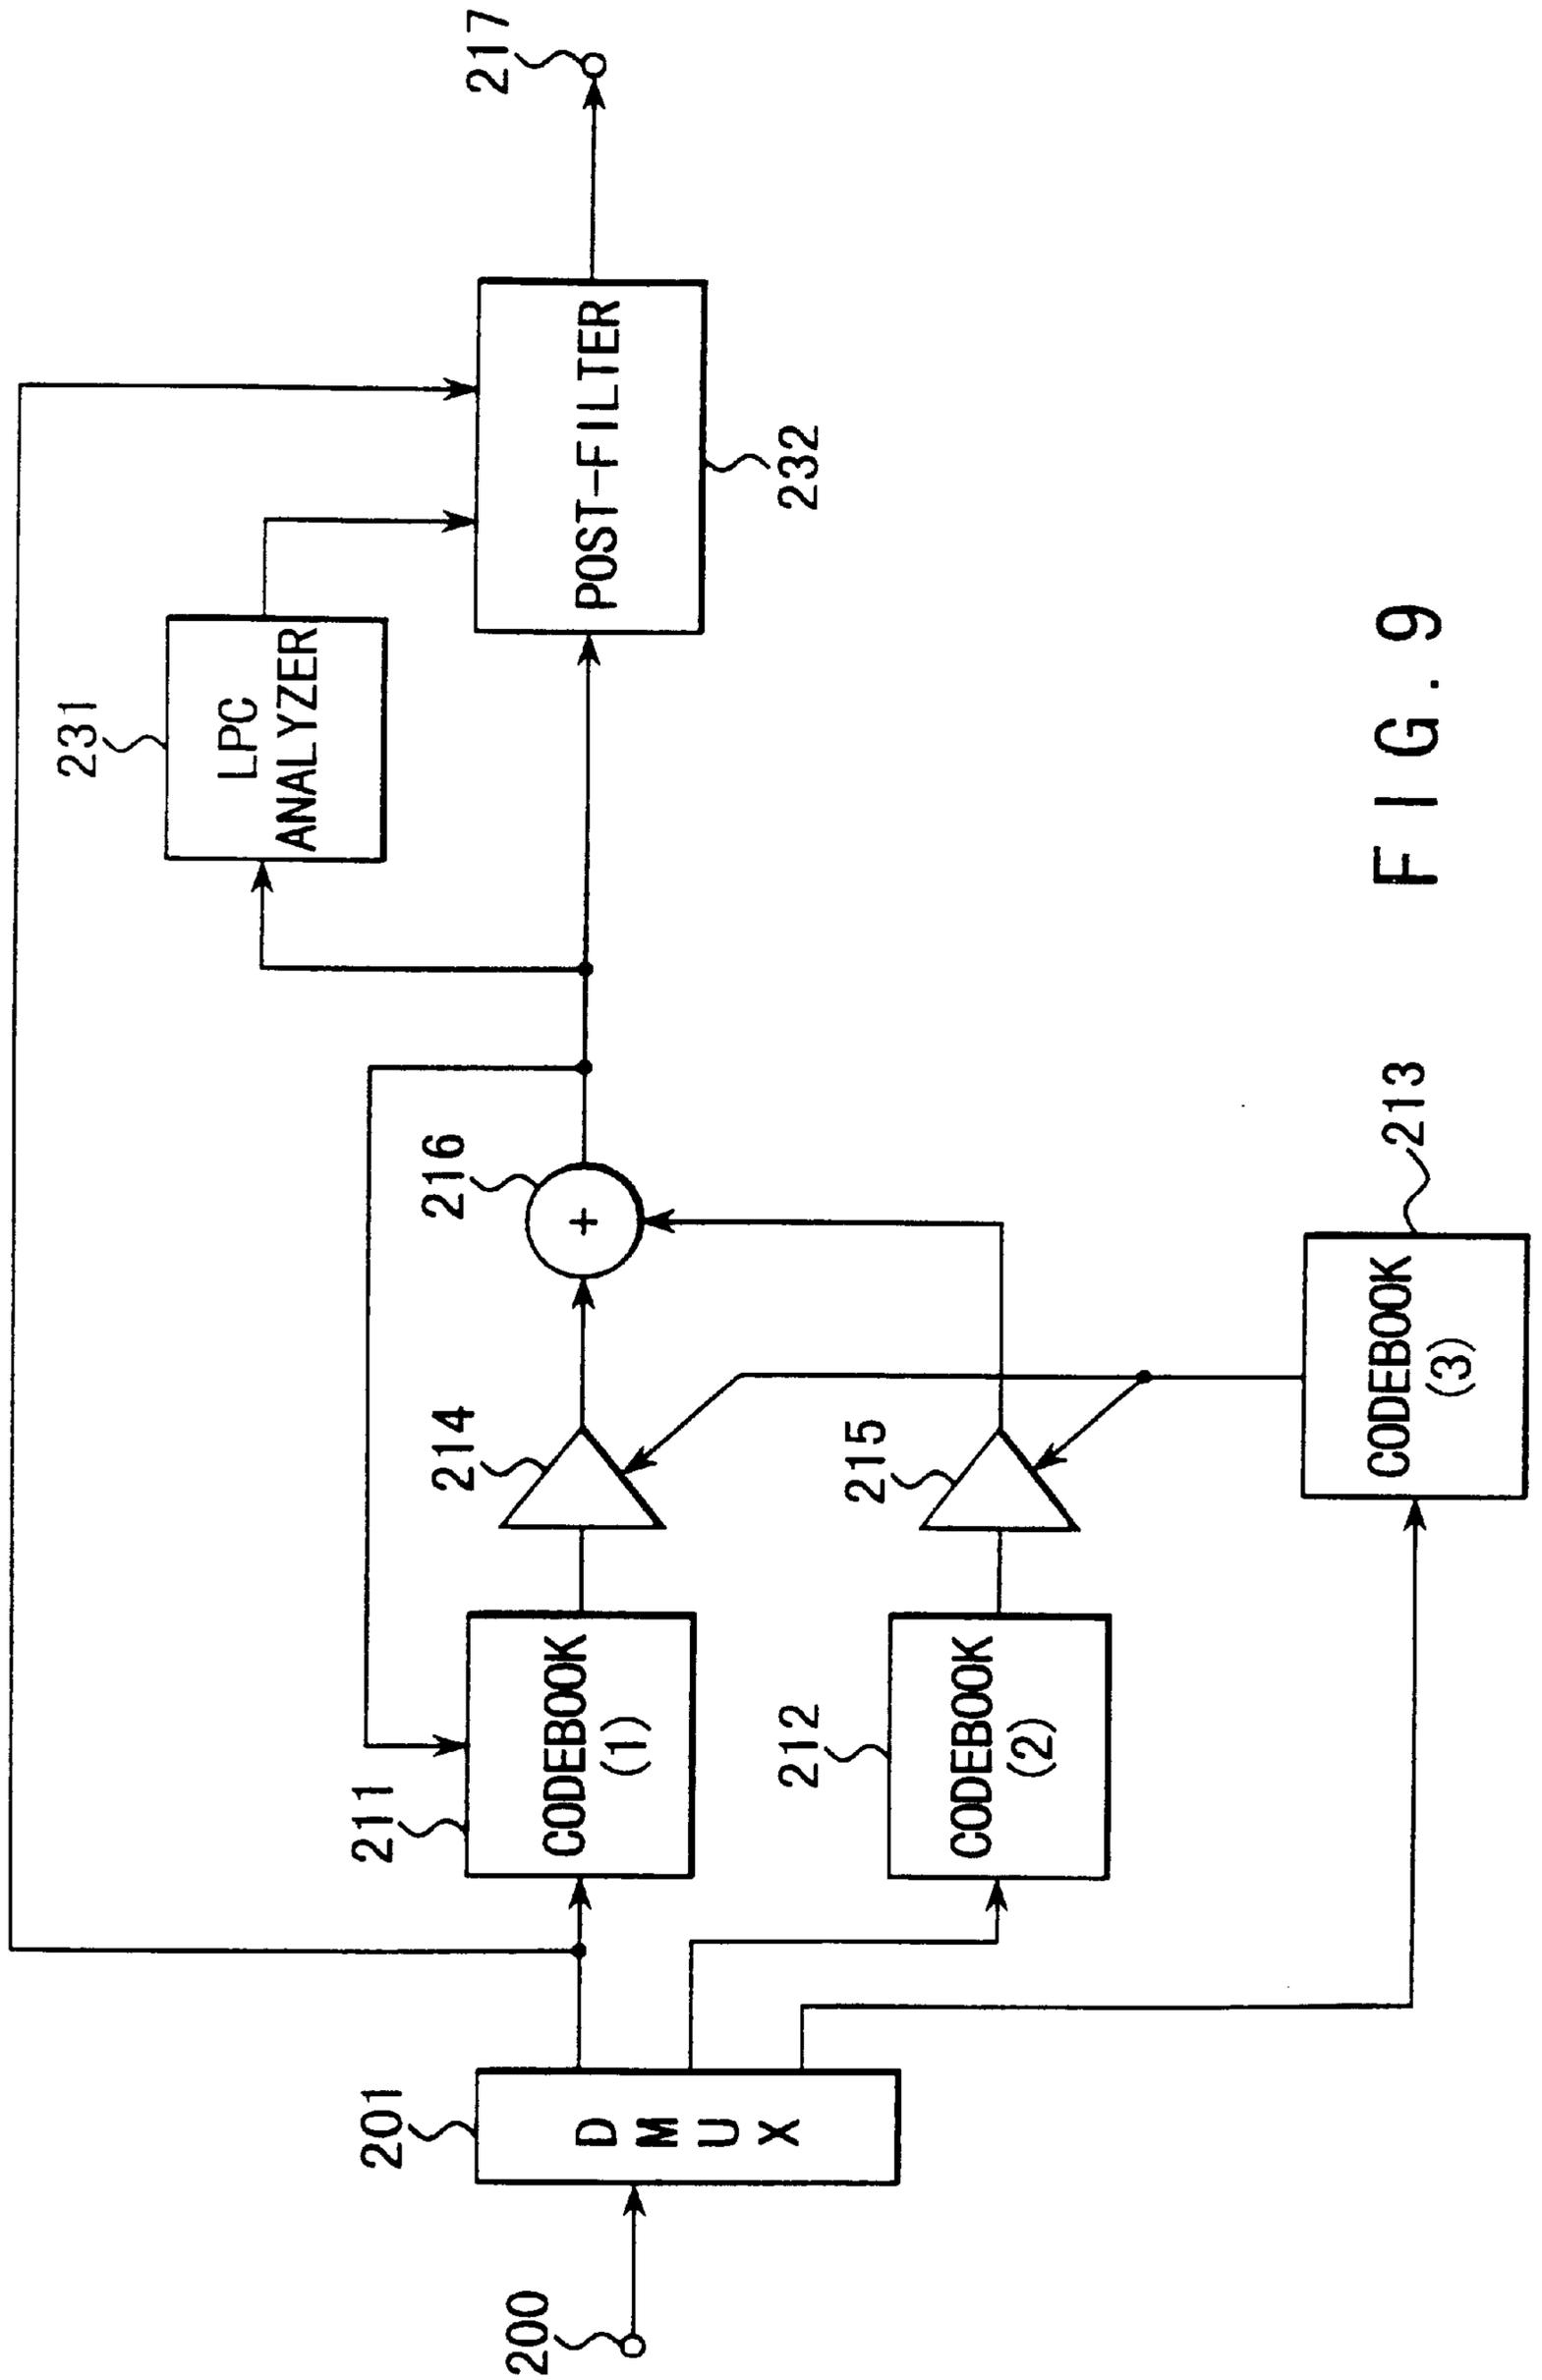 200
201
D
M
U
X
211
CODEBOOK
(1)
212
CODEBOOK
(2)
213
CODEBOOK
(3)
214
215
216
+
231
LPC
ANALYZER
POST-FILTER
232
217
FIG. 9